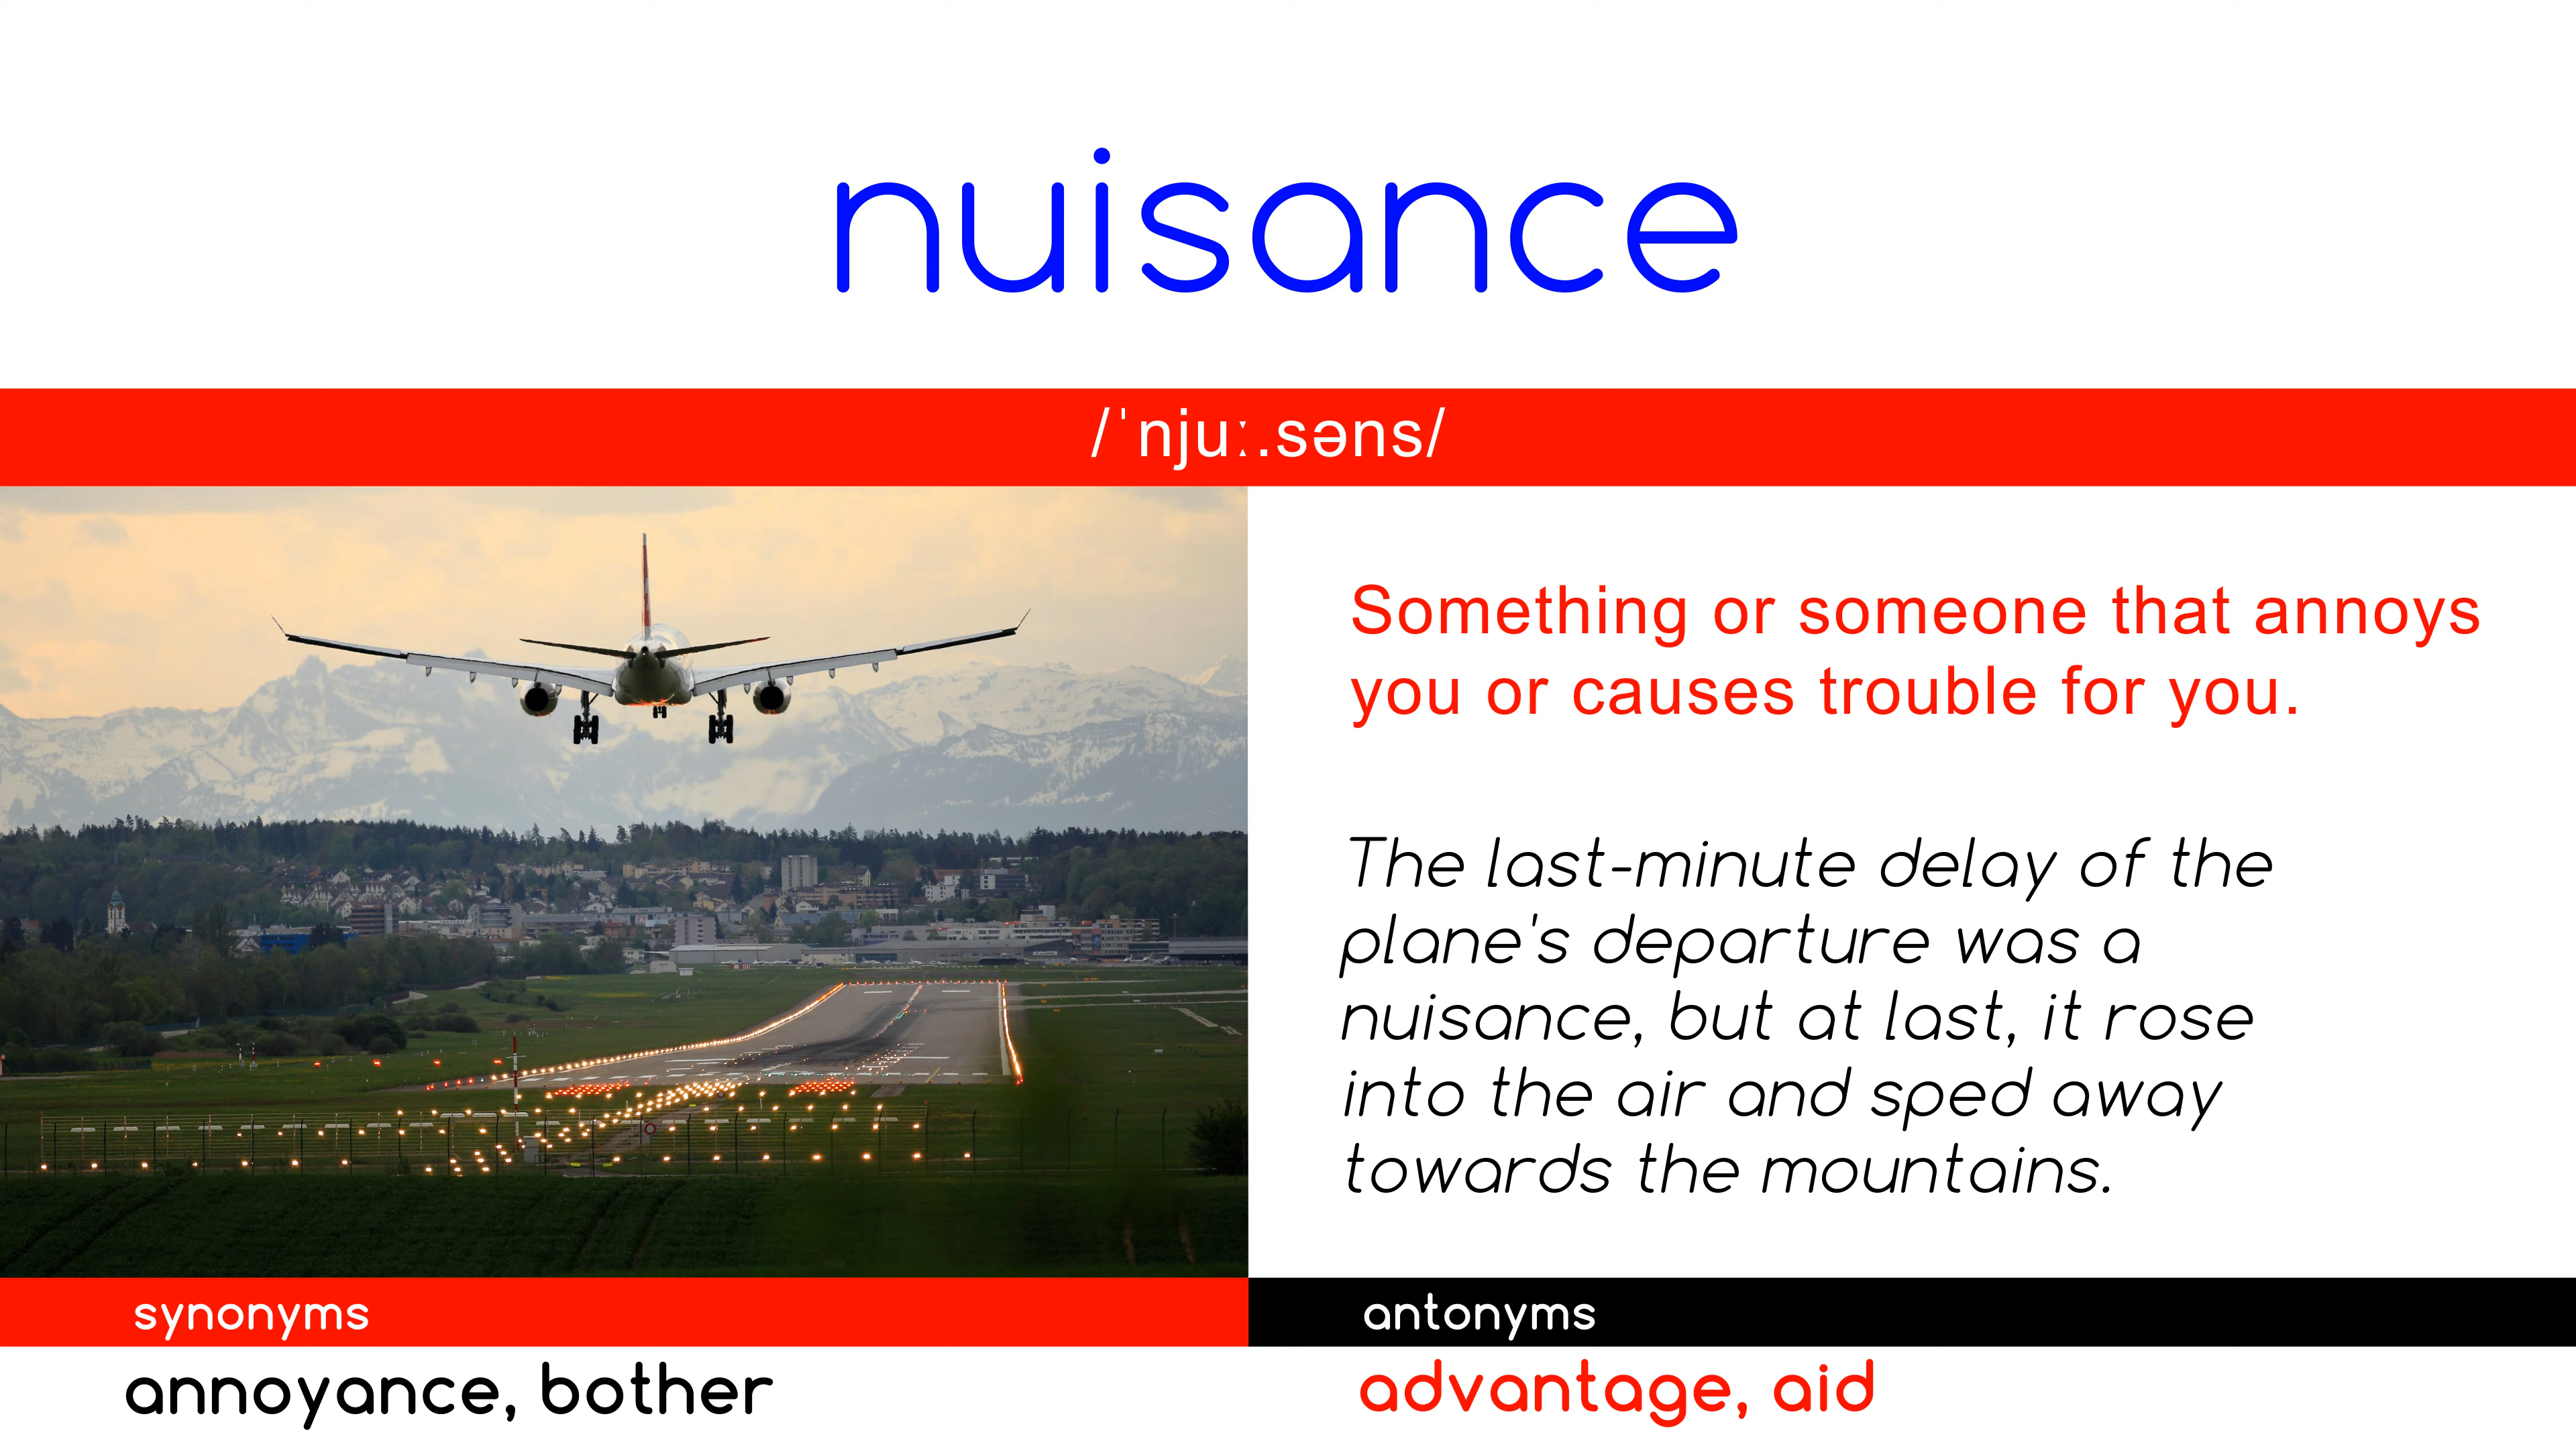 nuisance
/ˈnjuː.səns/
Something or someone that annoys
you or causes trouble for you.
The last-minute delay of the
plane's departure was a
nuisance, but at last, it rose
into the air and sped away
towards the mountains.
synonyms
annoyance, bother
antonyms
advantage, aid